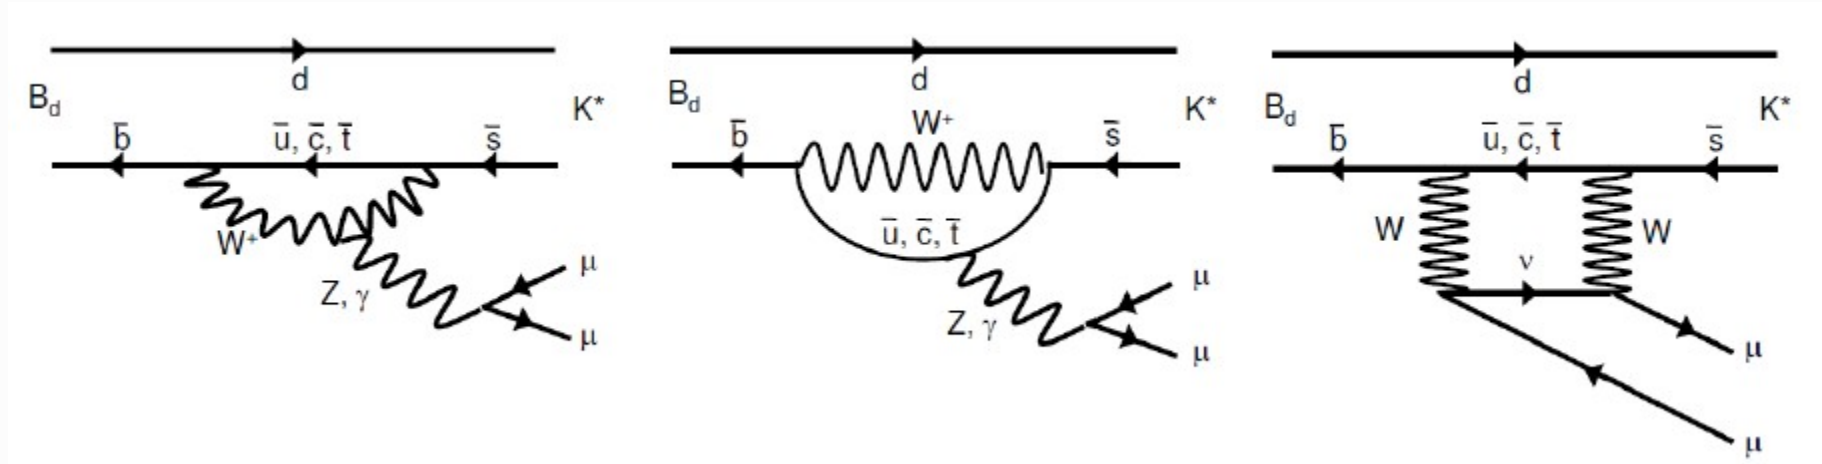 d
B_d
K*
b̄
ū, c̄, t̄
s̄
W⁺
Z, γ
μ
μ
d
B_d
W⁺
K*
b̄
s̄
ū, c̄, t̄
Z, γ
μ
μ
d
B_d
K*
b̄
ū, c̄, t̄
s̄
W
W
ν
μ
μ